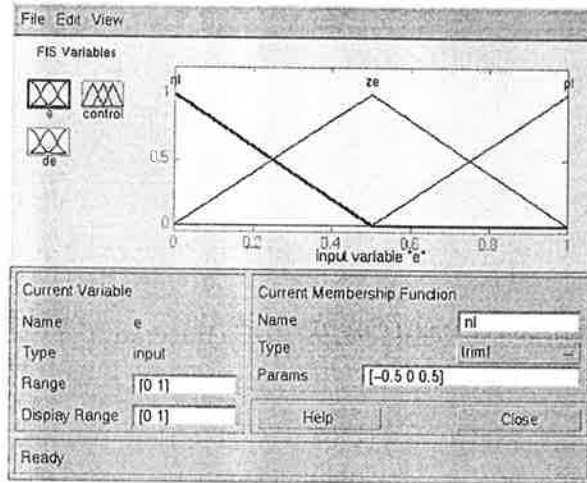 File Edit View
FIS Variables
e
control
de
nl
ze
pl
1
0.5
0
0
0.2
0.4
0.6
0.8
1
input variable "e"
Current Variable
Name e
Type input
Range [0 1]
Display Range [0 1]
Current Membership Function
Name nl
Type trimf
Params [-0.5 0 0.5]
Help
Close
Ready